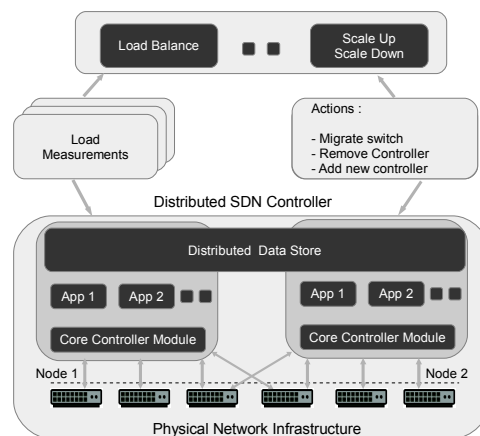 Load Balance
Scale Up
Scale Down
Load
Measurements
Actions :
- Migrate switch
- Remove Controller
- Add new controller
Distributed SDN Controller
Distributed Data Store
App 1
App 2
App 1
App 2
Core Controller Module
Core Controller Module
Node 1
Node 2
Physical Network Infrastructure